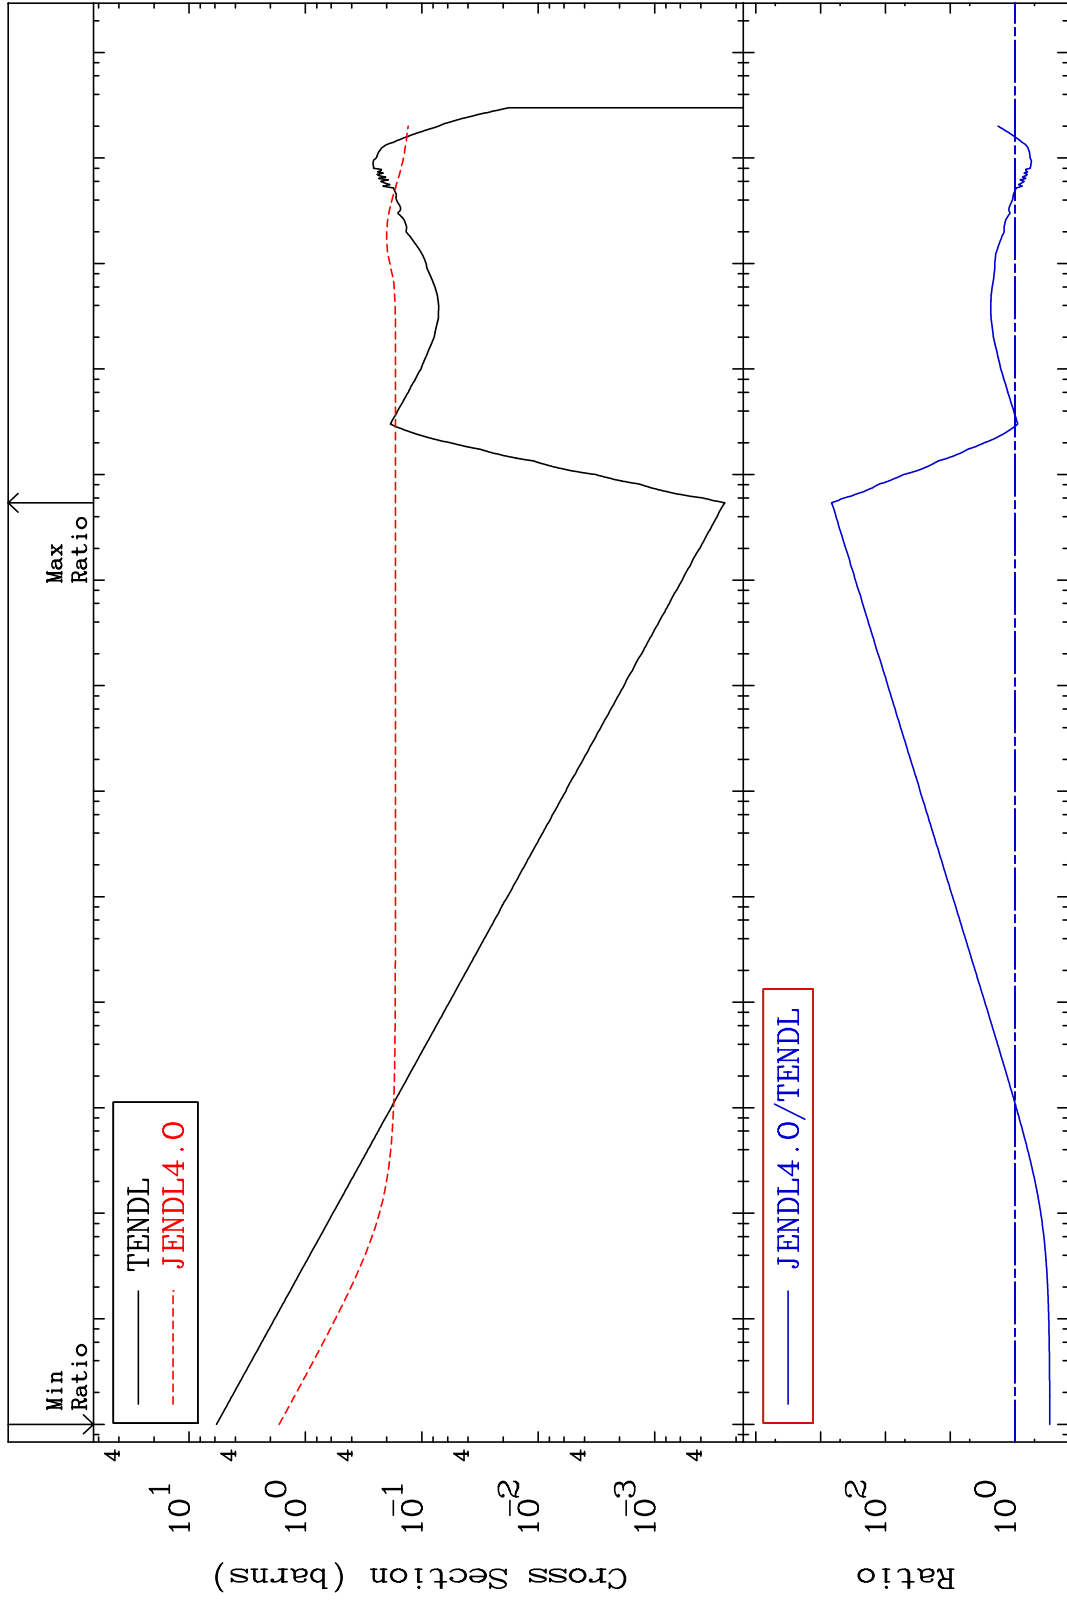 Min
Ratio
Max
Ratio
TENDL
JENDL4.0
4
10^1
4
10^0
4
10^-1
4
10^-2
4
10^-3
4
Cross Section (barns)
JENDL4.0/TENDL
10^2
10^0
Ratio